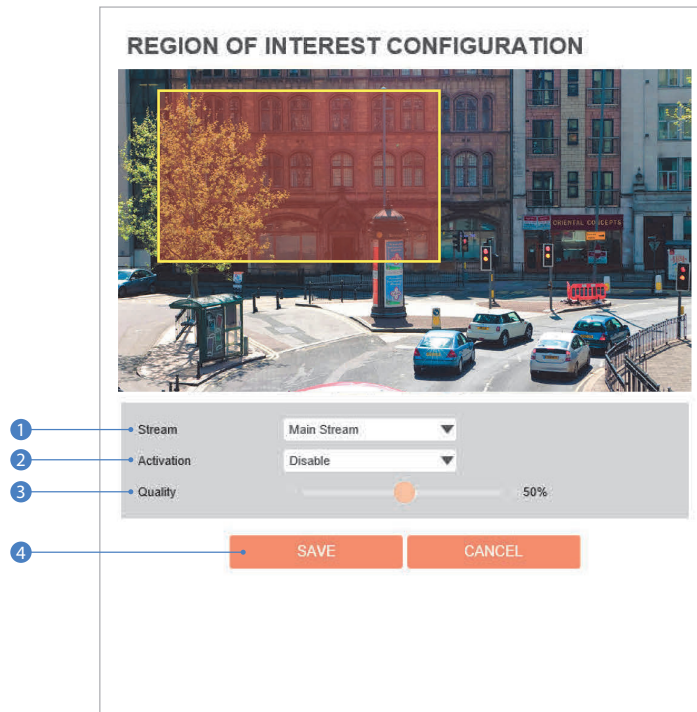 REGION OF INTEREST CONFIGURATION
ORIENTAL CONCEPTS
1 Stream Main Stream
2 Activation Disable
3 Quality 50%
4 SAVE CANCEL